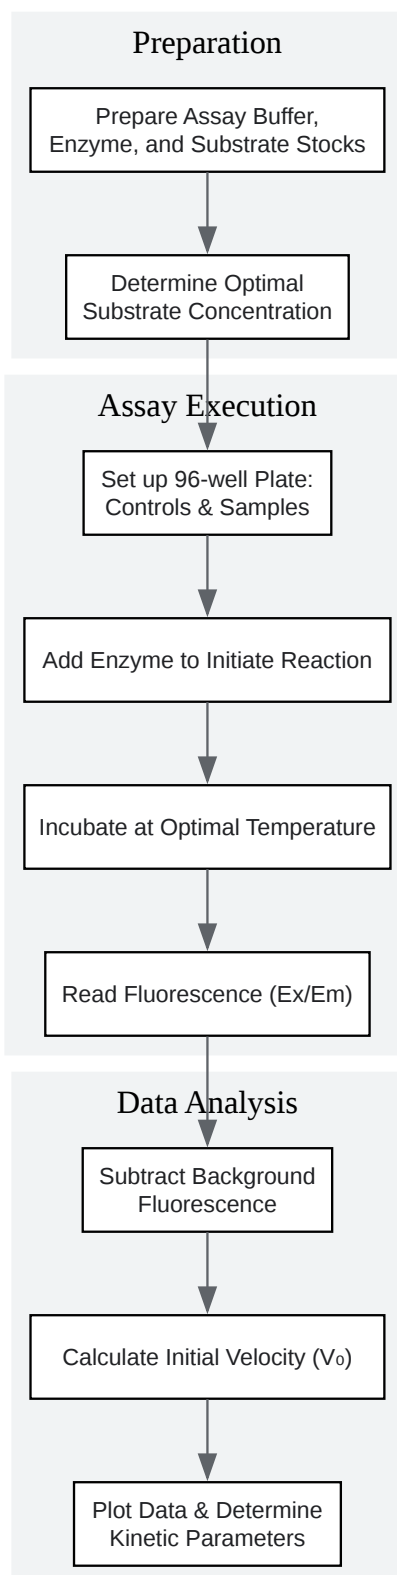 Preparation
Prepare Assay Buffer,
Enzyme, and Substrate Stocks
Determine Optimal
Substrate Concentration
Assay Execution
Set up 96-well Plate:
Controls & Samples
Add Enzyme to Initiate Reaction
Incubate at Optimal Temperature
Read Fluorescence (Ex/Em)
Data Analysis
Subtract Background
Fluorescence
Calculate Initial Velocity (V₀)
Plot Data & Determine
Kinetic Parameters